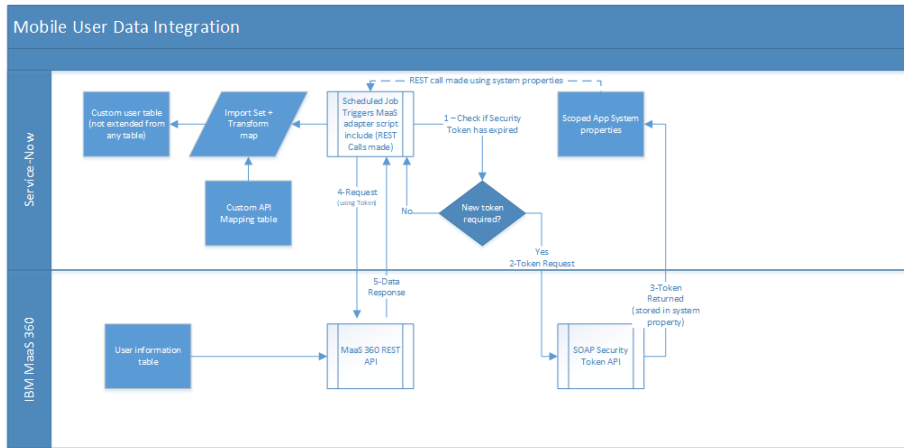 Mobile User Data Integration
Service-Now
REST call made using system properties
Custom user table
(not extended from
any table)
Import Set +
Transform
map
Scheduled Job
Triggers MaaS
adapter script
include (REST
Calls made)
1 – Check if Security
Token has expired
Scoped App System
properties
Custom API
Mapping table
4-Request
(using Token)
No
New token
required?
Yes
2-Token Request
IBM MaaS 360
5-Data
Response
3-Token
Returned
(stored in system
property)
User information
table
MaaS 360 REST
API
SOAP Security
Token API